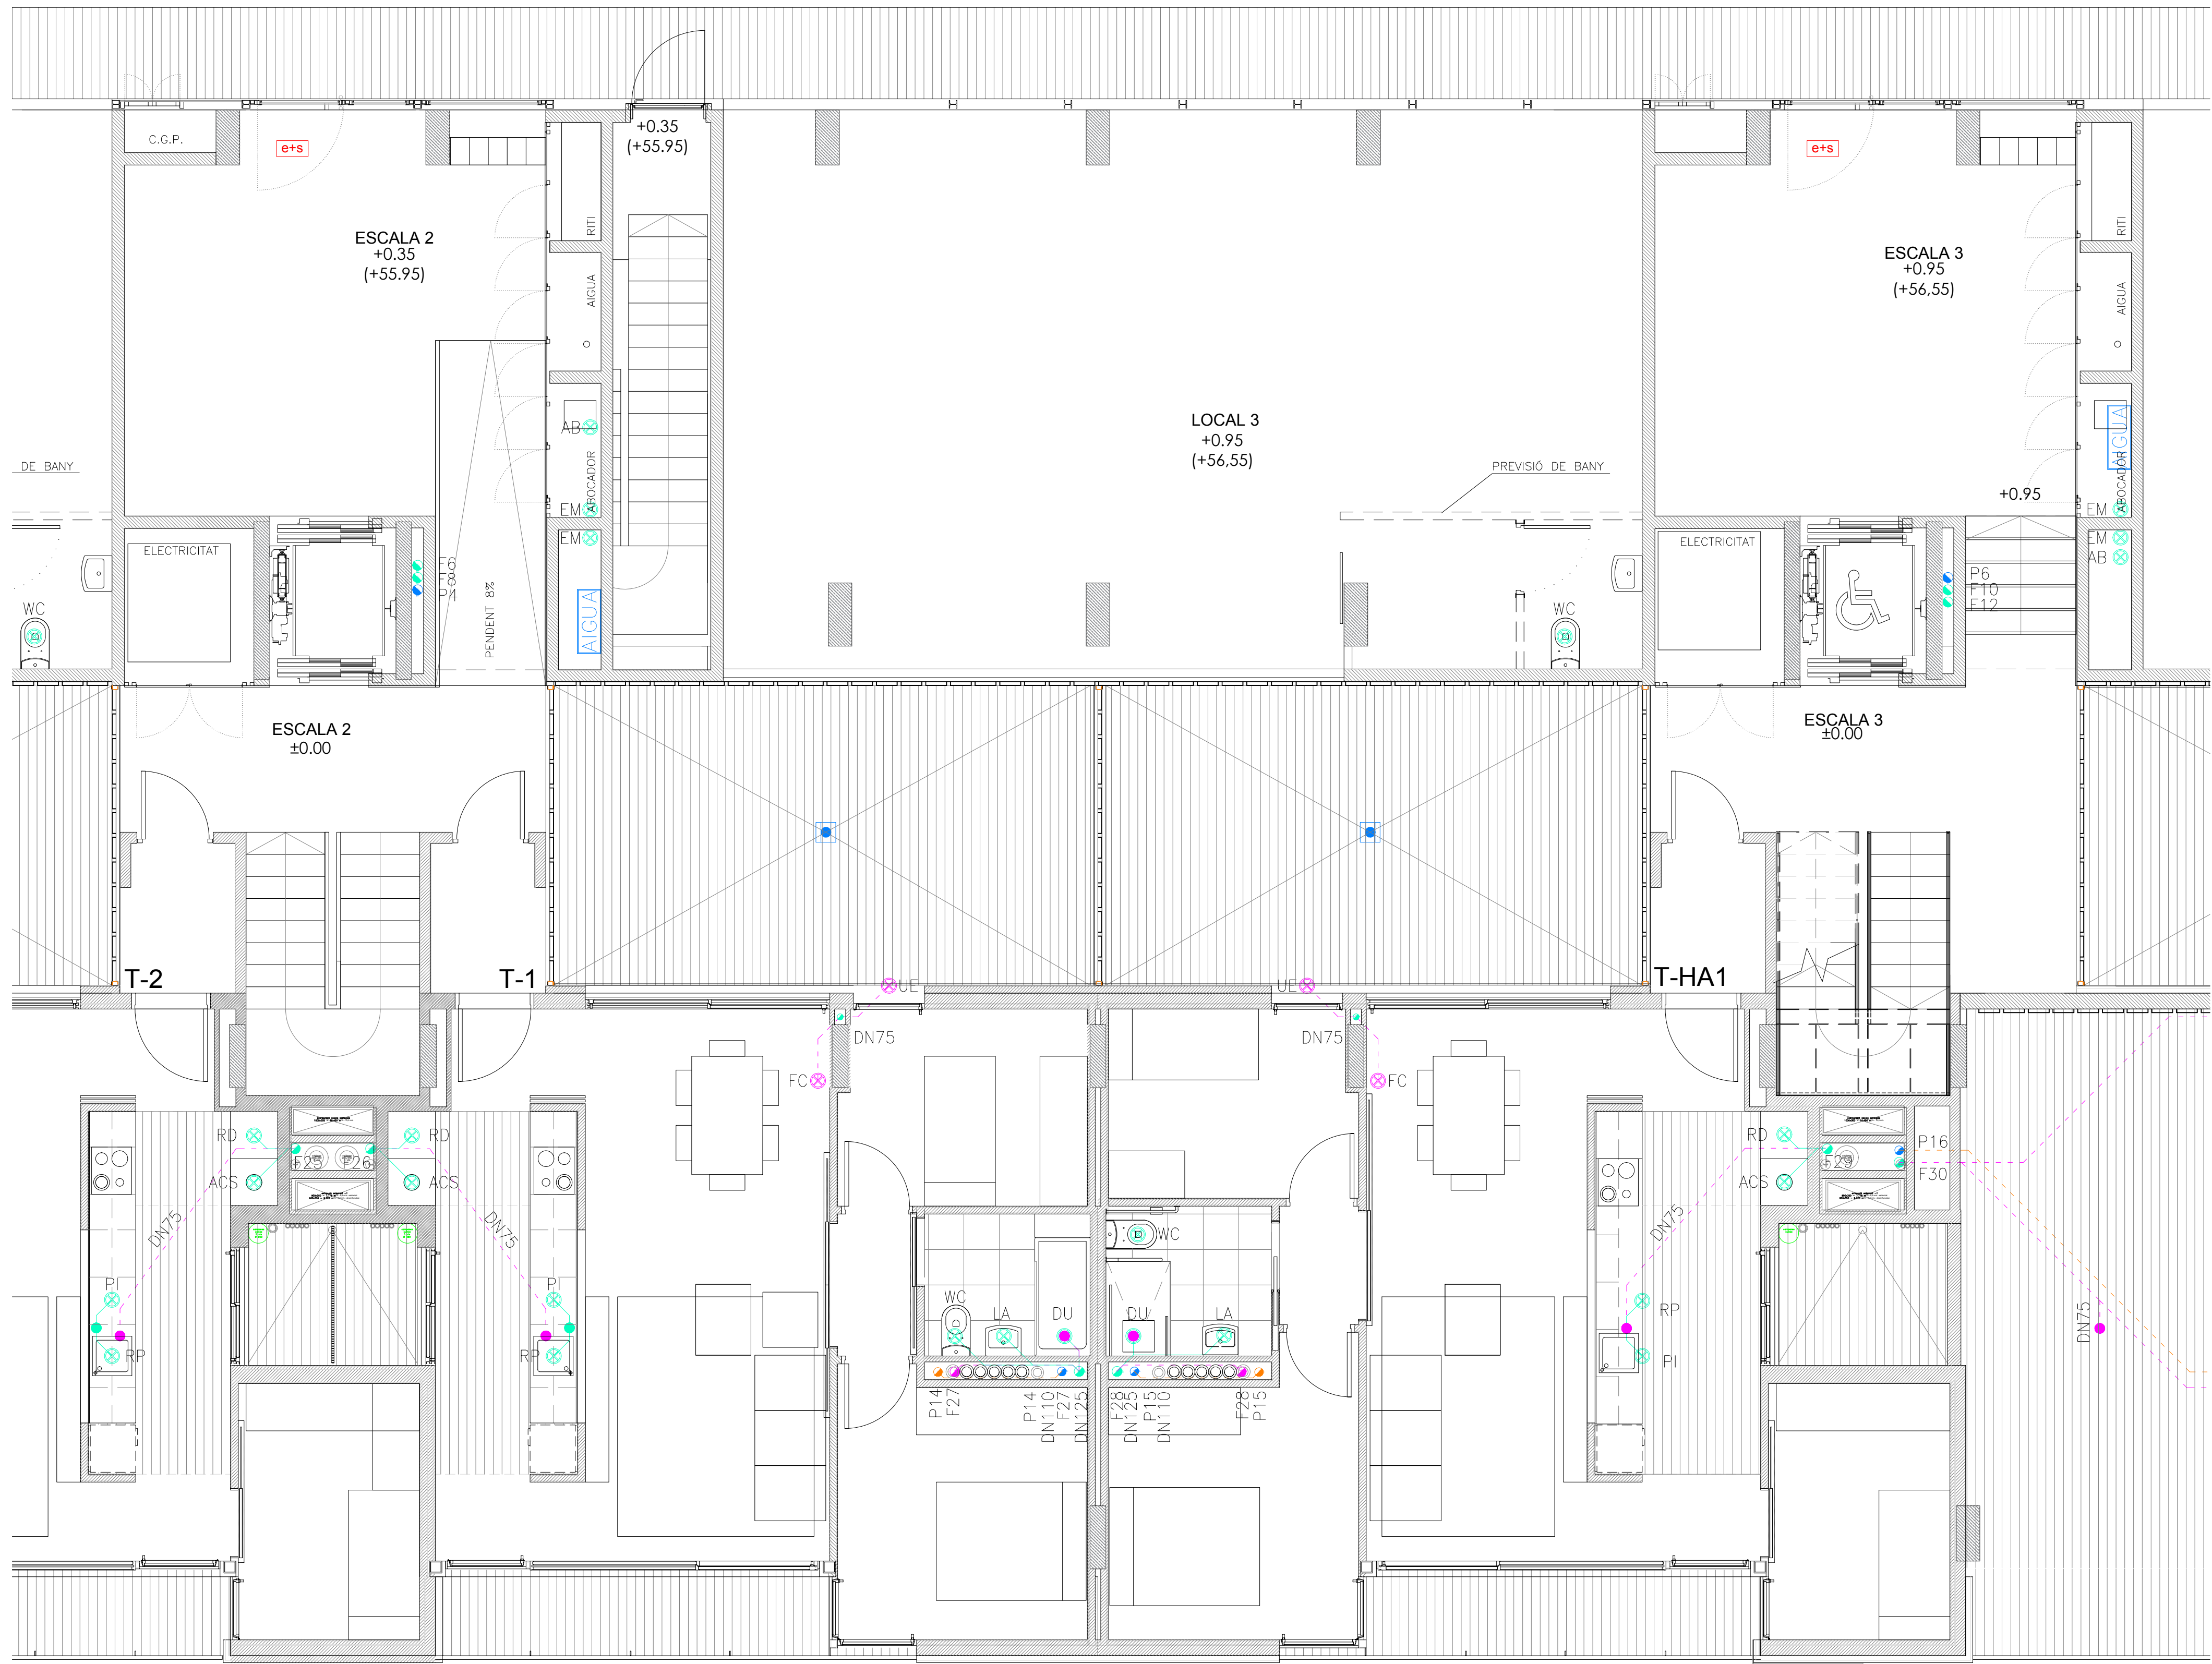 C.G.P.
e+s
+0.35
(+55.95)
e+s
ESCALA 2
+0.35
(+55.95)
RITI
AIGUA
ESCALA 3
+0.95
(+56,55)
RITI
AIGUA
AB
ABOCADOR
EM
EM
AIGUA
LOCAL 3
+0.95
(+56,55)
DE BANY
PREVISIÓ DE BANY
+0.95
AIGUA
ABOCADOR
EM
EM
AB
ELECTRICITAT
F6
F8
P4
PENDENT 8%
WC
WC
ELECTRICITAT
P6
F10
F12
ESCALA 2
±0.00
ESCALA 3
±0.00
T-2
T-1
UE
UE
T-HA1
DN75
DN75
FC
FC
RD
F25
F26
RD
ACS
ACS
DN75
DN75
RD
F29
P16
F30
ACS
DN75
PI
PI
RP
RP
WC
LA
DU
WC
DU
LA
RP
PI
DN75
P14
F27
P14
DN110
F27
DN125
F28
DN125
P15
DN110
F28
P15